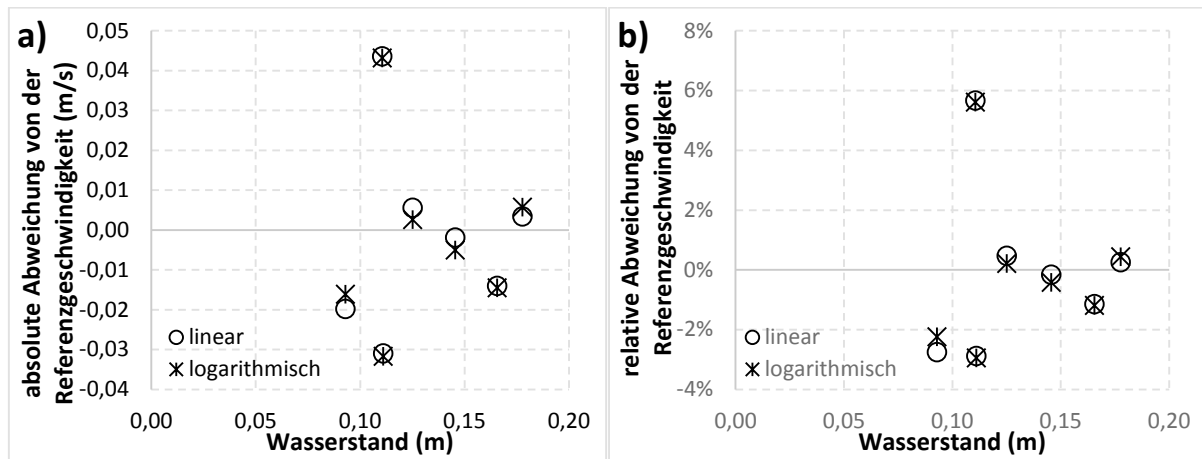 a)
absolute Abweichung von der
Referenzgeschwindigkeit (m/s)
0,05
0,04
0,03
0,02
0,01
0,00
-0,01
-0,02
-0,03
-0,04
linear
logarithmisch
0,00 0,05 0,10 0,15 0,20
Wasserstand (m)
b)
relative Abweichung von der
Referenzgeschwindigkeit
8%
6%
4%
2%
0%
-2%
-4%
linear
logarithmisch
0,00 0,05 0,10 0,15 0,20
Wasserstand (m)